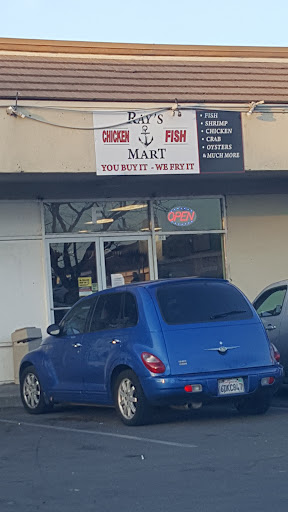 RAY'S
CHICKEN FISH
MART
YOU BUY IT - WE FRY IT
• FISH
• SHRIMP
• CHICKEN
• CRAB
• OYSTERS
& MUCH MORE
OPEN